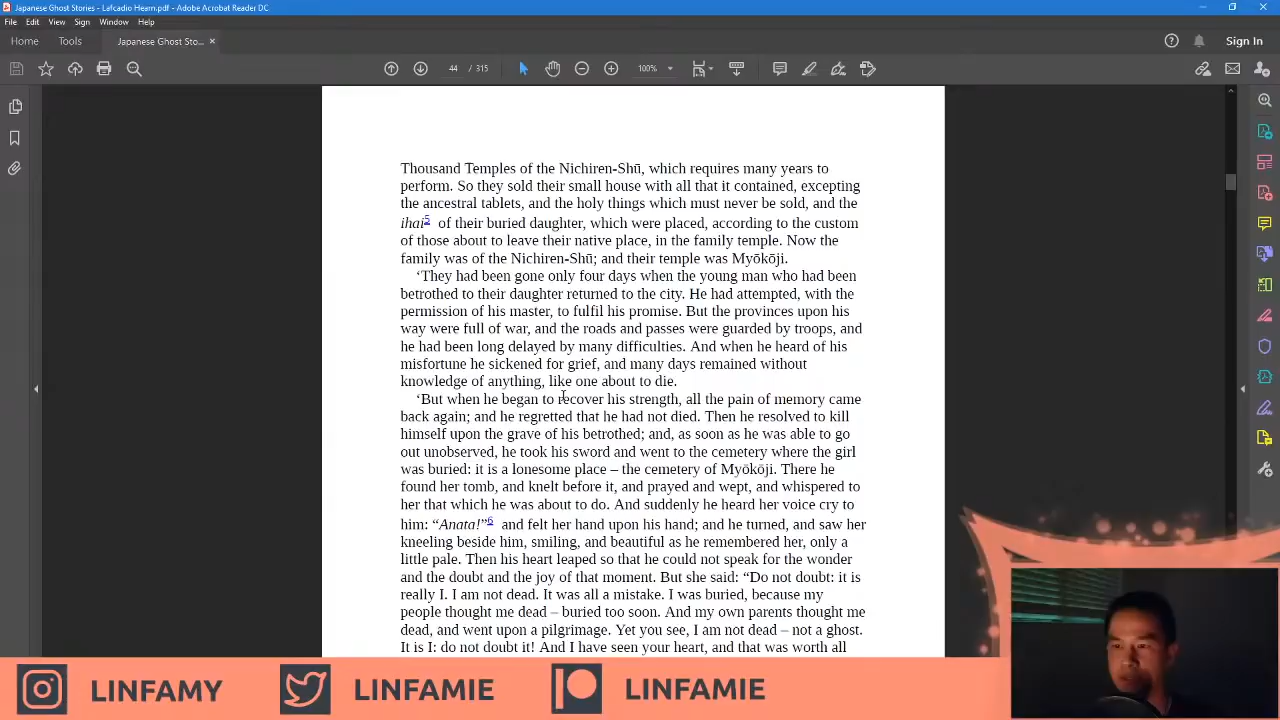 Japanese Ghost Stories - Lafcadio Hearn.pdf - Adobe Acrobat Reader DC
File Edit View Sign Window Help
Home Tools Japanese Ghost Sto... × Sign In
44 / 315 100%
Thousand Temples of the Nichiren-Shū, which requires many years to
perform. So they sold their small house with all that it contained, excepting
the ancestral tablets, and the holy things which must never be sold, and the
ihai5 of their buried daughter, which were placed, according to the custom
of those about to leave their native place, in the family temple. Now the
family was of the Nichiren-Shū; and their temple was Myōkōji.
‘They had been gone only four days when the young man who had been
betrothed to their daughter returned to the city. He had attempted, with the
permission of his master, to fulfil his promise. But the provinces upon his
way were full of war, and the roads and passes were guarded by troops, and
he had been long delayed by many difficulties. And when he heard of his
misfortune he sickened for grief, and many days remained without
knowledge of anything, like one about to die.
‘But when he began to recover his strength, all the pain of memory came
back again; and he regretted that he had not died. Then he resolved to kill
himself upon the grave of his betrothed; and, as soon as he was able to go
out unobserved, he took his sword and went to the cemetery where the girl
was buried: it is a lonesome place – the cemetery of Myōkōji. There he
found her tomb, and knelt before it, and prayed and wept, and whispered to
her that which he was about to do. And suddenly he heard her voice cry to
him: “Anata!”6 and felt her hand upon his hand; and he turned, and saw her
kneeling beside him, smiling, and beautiful as he remembered her, only a
little pale. Then his heart leaped so that he could not speak for the wonder
and the doubt and the joy of that moment. But she said: “Do not doubt: it is
really I. I am not dead. It was all a mistake. I was buried, because my
people thought me dead – buried too soon. And my own parents thought me
dead, and went upon a pilgrimage. Yet you see, I am not dead – not a ghost.
It is I: do not doubt it! And I have seen your heart, and that was worth all
LINFAMY LINFAMIE LINFAMIE